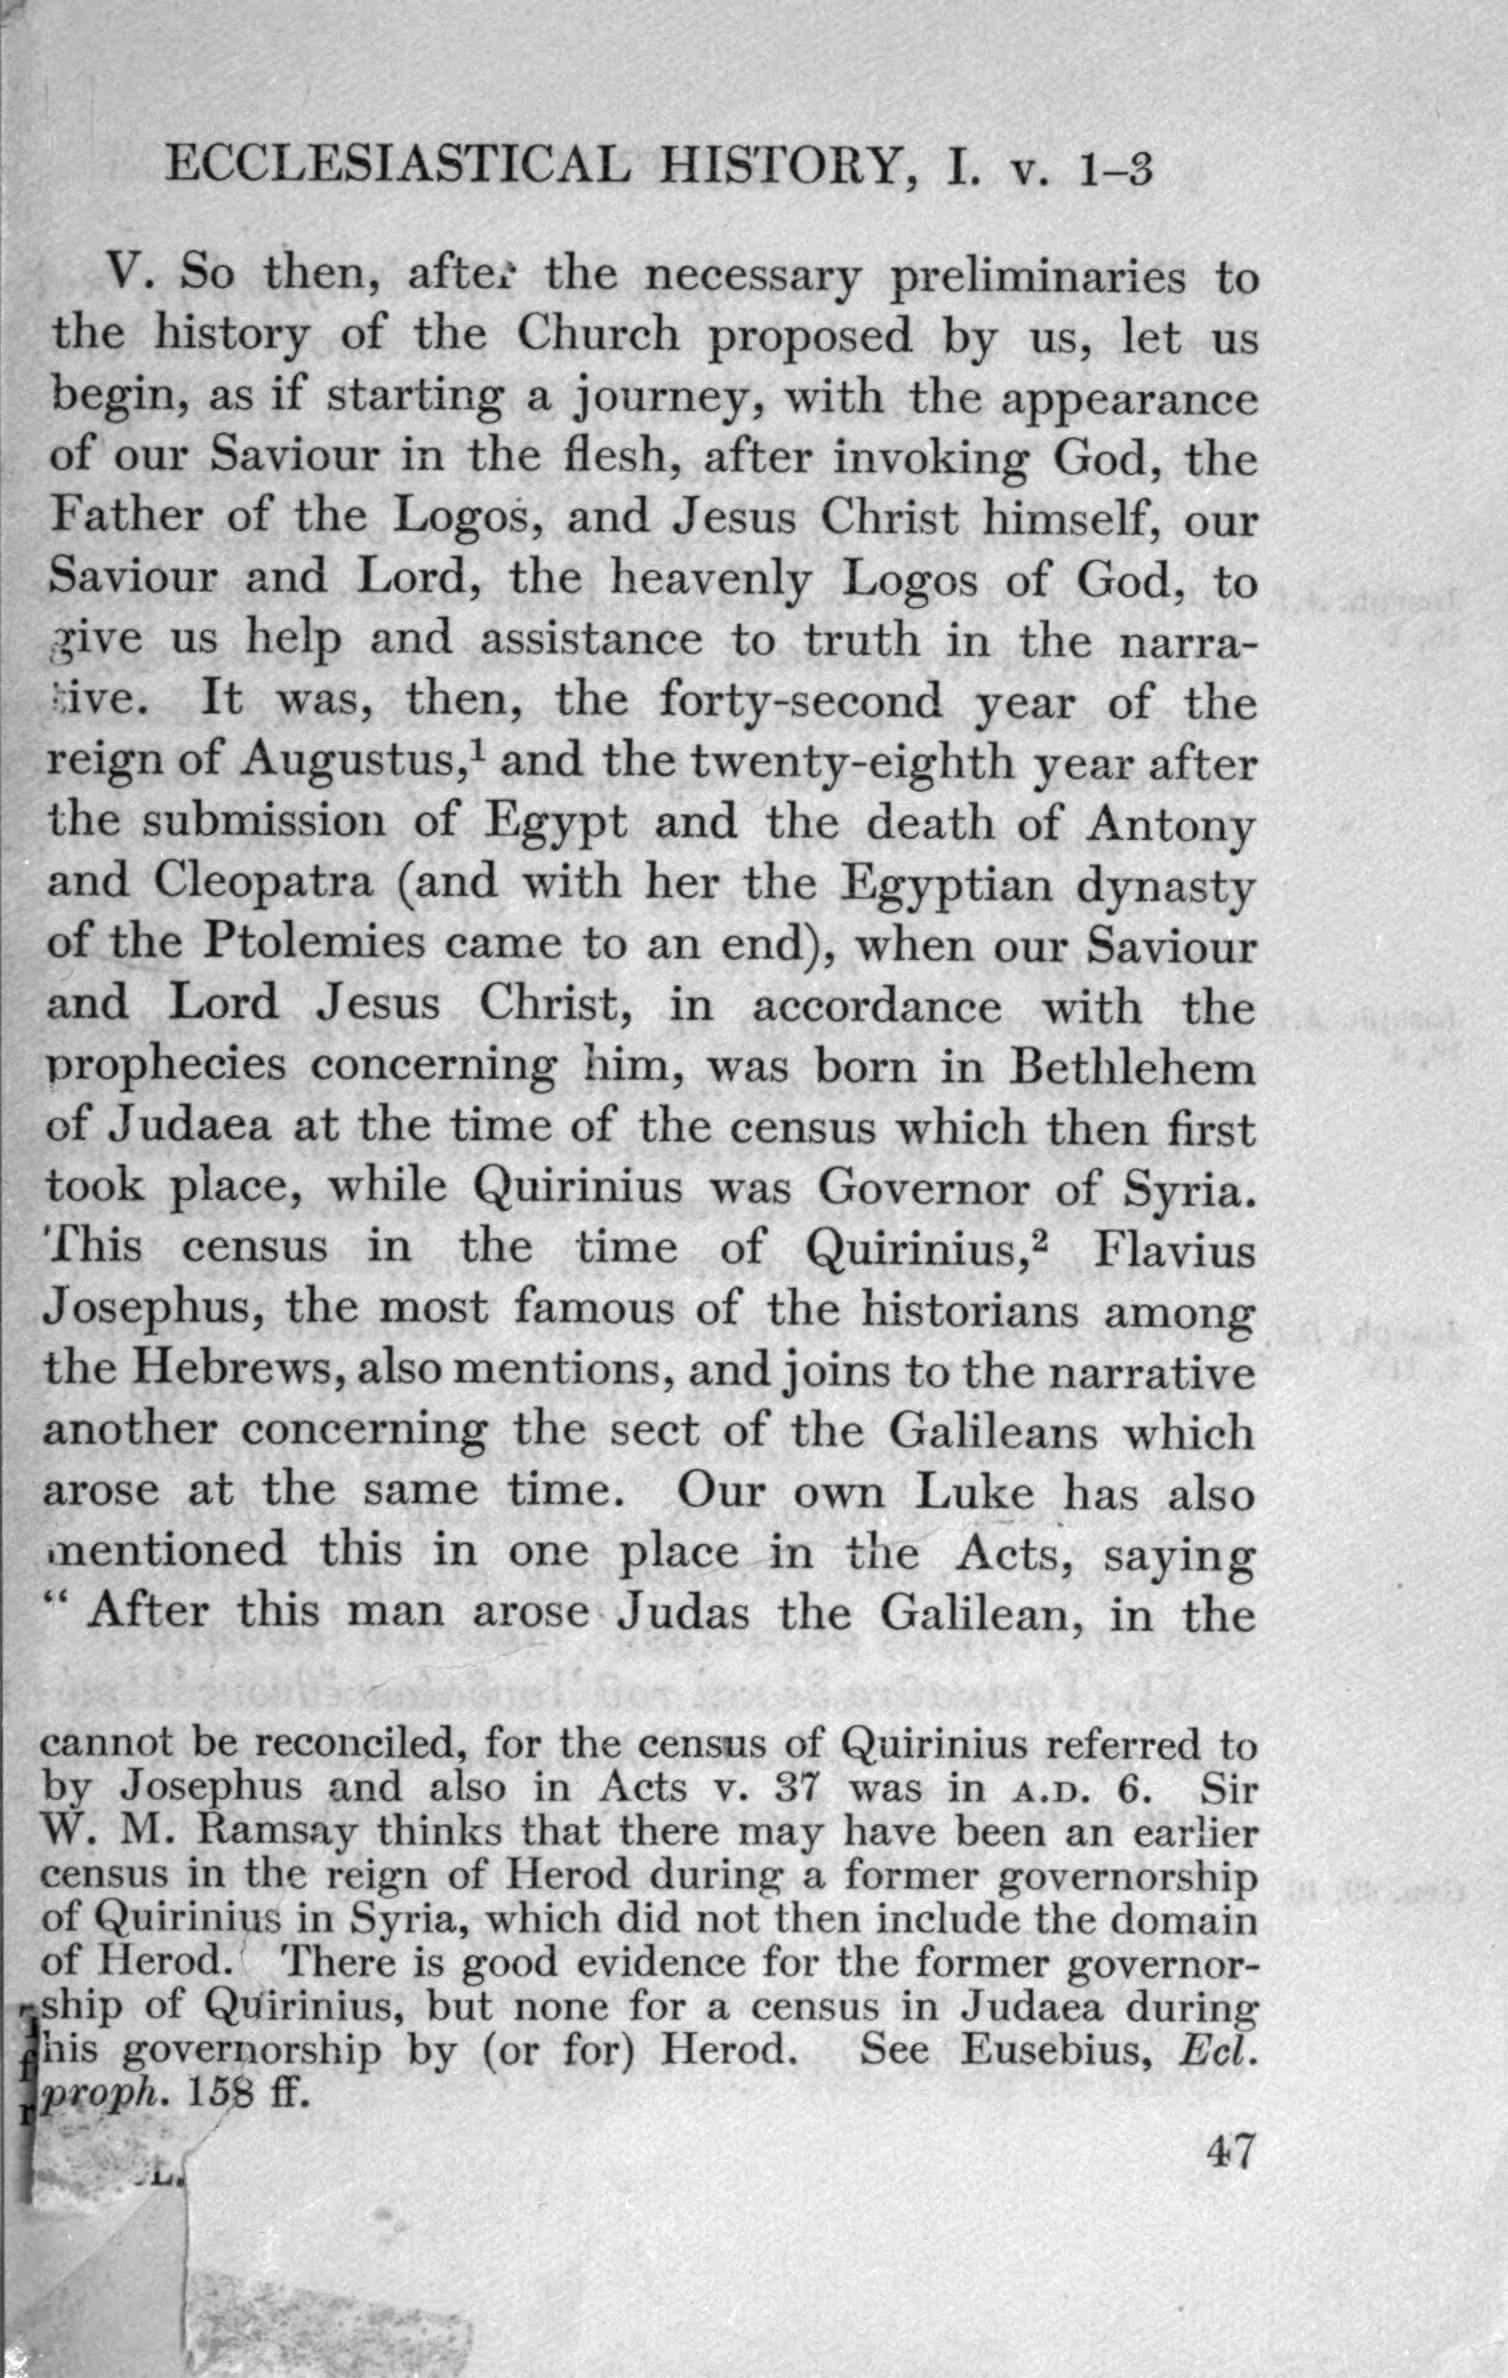 ECCLESIASTICAL HISTORY, I. v. 1–3
V. So then, after the necessary preliminaries to
the history of the Church proposed by us, let us
begin, as if starting a journey, with the appearance
of our Saviour in the flesh, after invoking God, the
Father of the Logos, and Jesus Christ himself, our
Saviour and Lord, the heavenly Logos of God, to
give us help and assistance to truth in the narra-
tive. It was, then, the forty-second year of the
reign of Augustus,¹ and the twenty-eighth year after
the submission of Egypt and the death of Antony
and Cleopatra (and with her the Egyptian dynasty
of the Ptolemies came to an end), when our Saviour
and Lord Jesus Christ, in accordance with the
prophecies concerning him, was born in Bethlehem
of Judaea at the time of the census which then first
took place, while Quirinius was Governor of Syria.
This census in the time of Quirinius,² Flavius
Josephus, the most famous of the historians among
the Hebrews, also mentions, and joins to the narrative
another concerning the sect of the Galileans which
arose at the same time. Our own Luke has also
mentioned this in one place in the Acts, saying
“ After this man arose Judas the Galilean, in the
cannot be reconciled, for the census of Quirinius referred to
by Josephus and also in Acts v. 37 was in A.D. 6. Sir
W. M. Ramsay thinks that there may have been an earlier
census in the reign of Herod during a former governorship
of Quirinius in Syria, which did not then include the domain
of Herod. There is good evidence for the former governor-
ship of Quirinius, but none for a census in Judaea during
his governorship by (or for) Herod. See Eusebius, Ecl.
proph. 158 ff.
47